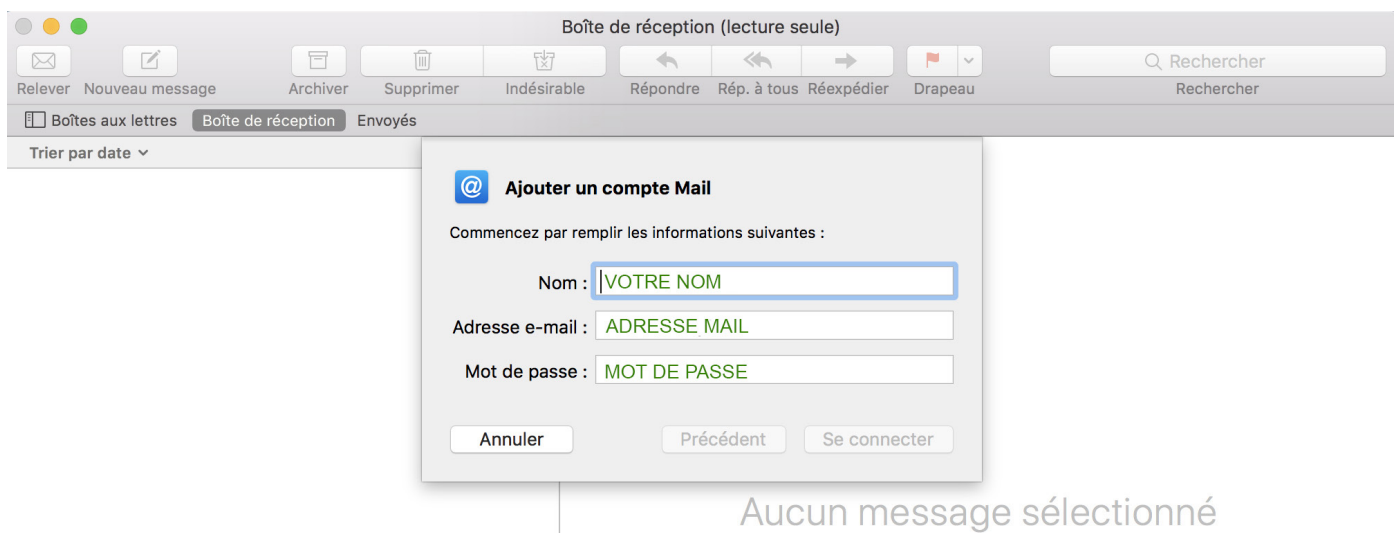 Boîte de réception (lecture seule)
Rechercher
Relever Nouveau message Archiver Supprimer Indésirable Répondre Rép. à tous Réexpédier Drapeau Rechercher
Boîtes aux lettres Boîte de réception Envoyés
Trier par date
Ajouter un compte Mail
Commencez par remplir les informations suivantes :
Nom : VOTRE NOM
Adresse e-mail : ADRESSE MAIL
Mot de passe : MOT DE PASSE
Annuler Précédent Se connecter
Aucun message sélectionné